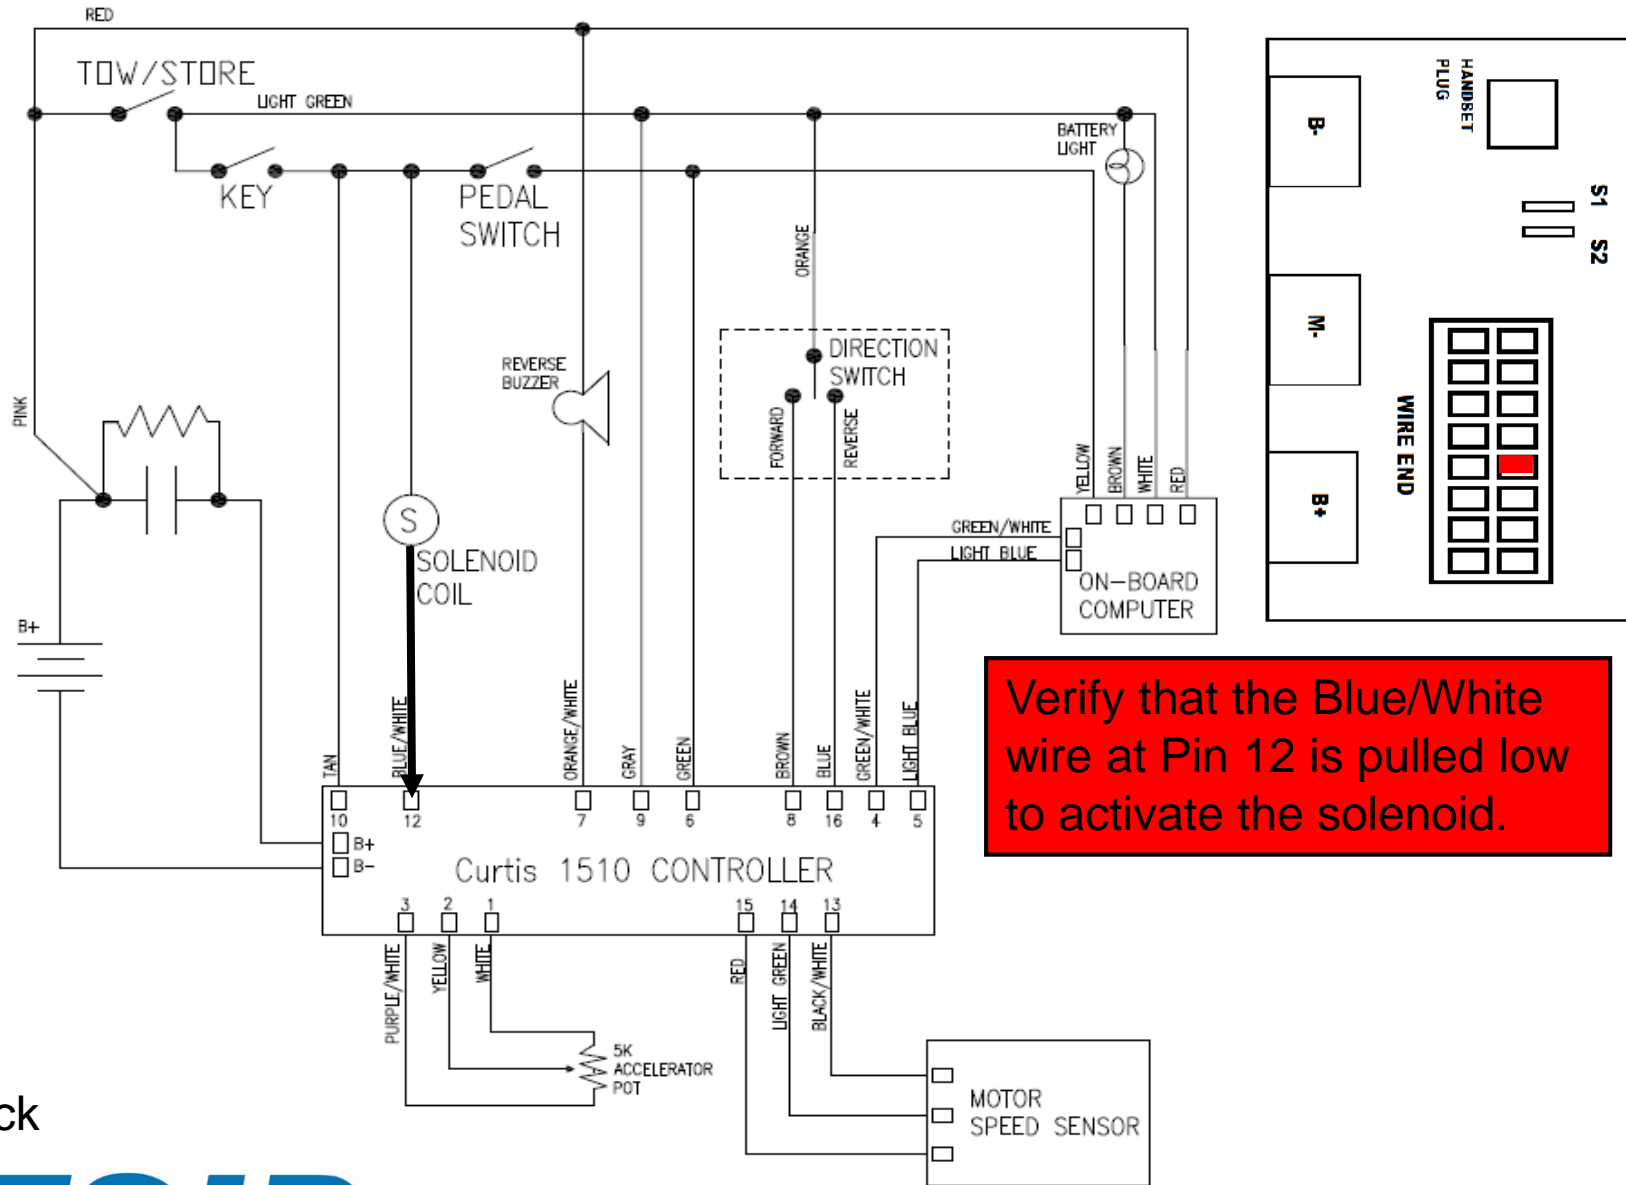 RED
TOW/STORE
LIGHT GREEN
KEY
PEDAL
SWITCH
BATTERY
LIGHT
ORANGE
REVERSE
BUZZER
DIRECTION
SWITCH
FORWARD
REVERSE
PINK
S
SOLENOID
COIL
B+
YELLOW
BROWN
WHITE
RED
GREEN/WHITE
LIGHT BLUE
ON-BOARD
COMPUTER
HANDSET
PLUG
B-
M-
B+
S1
S2
WIRE END
Verify that the Blue/White
wire at Pin 12 is pulled low
to activate the solenoid.
TAN
BLUE/WHITE
ORANGE/WHITE
GRAY
GREEN
BROWN
BLUE
GREEN/WHITE
LIGHT BLUE
10 12 7 9 6 8 16 4 5
B+
B-
Curtis 1510 CONTROLLER
3 2 1 15 14 13
PURPLE/WHITE
YELLOW
WHITE
RED
LIGHT GREEN
BLACK/WHITE
5K
ACCELERATOR
POT
MOTOR
SPEED SENSOR
ck